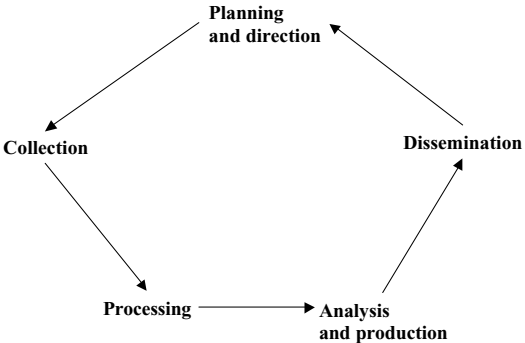 Planning
and direction
Collection
Dissemination
Processing
Analysis
and production